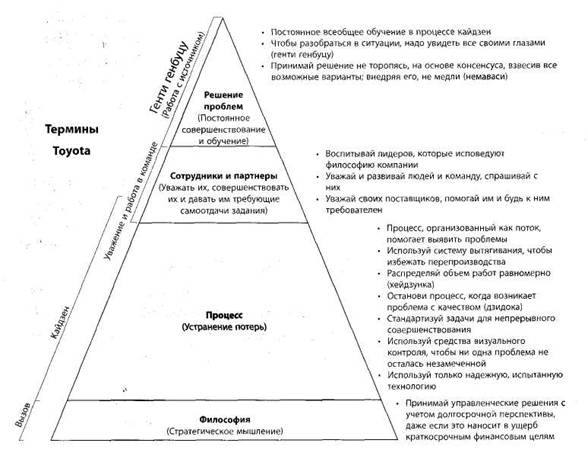 Термины
Toyota
Генти генбуцу
(Работа с источником)
Уважение и работа в команде
Кайдзен
Вызов
Решение
проблем
(Постоянное
совершенствование
и обучение)
• Постоянное всеобщее обучение в процессе кайдзен
• Чтобы разобраться в ситуации, надо увидеть все своими глазами
(генти генбуцу)
• Принимай решение не торопясь, на основе консенсуса, взвесив все
возможные варианты; внедряя его, не медли (немаваси)
Сотрудники и партнеры
(Уважать их, совершенствовать
их и давать им требующие
самоотдачи задания)
• Воспитывай лидеров, которые исповедуют
философию компании
• Уважай и развивай людей и команду, спрашивай с
них
• Уважай своих поставщиков, помогай им и будь к ним
требователен
Процесс
(Устранение потерь)
• Процесс, организованный как поток,
помогает выявить проблемы
• Используй систему вытягивания, чтобы
избежать перепроизводства
• Распределяй объем работ равномерно
(хейдзунка)
• Останови процесс, когда возникает
проблема с качеством (дзидока)
• Стандартизуй задачи для непрерывного
совершенствования
• Используй средства визуального
контроля, чтобы ни одна проблема не
осталась незамеченной
• Используй только надежную, испытанную
технологию
Философия
(Стратегическое мышление)
• Принимай управленческие решения с
учетом долгосрочной перспективы,
даже если это наносит в ущерб
краткосрочным финансовым целям